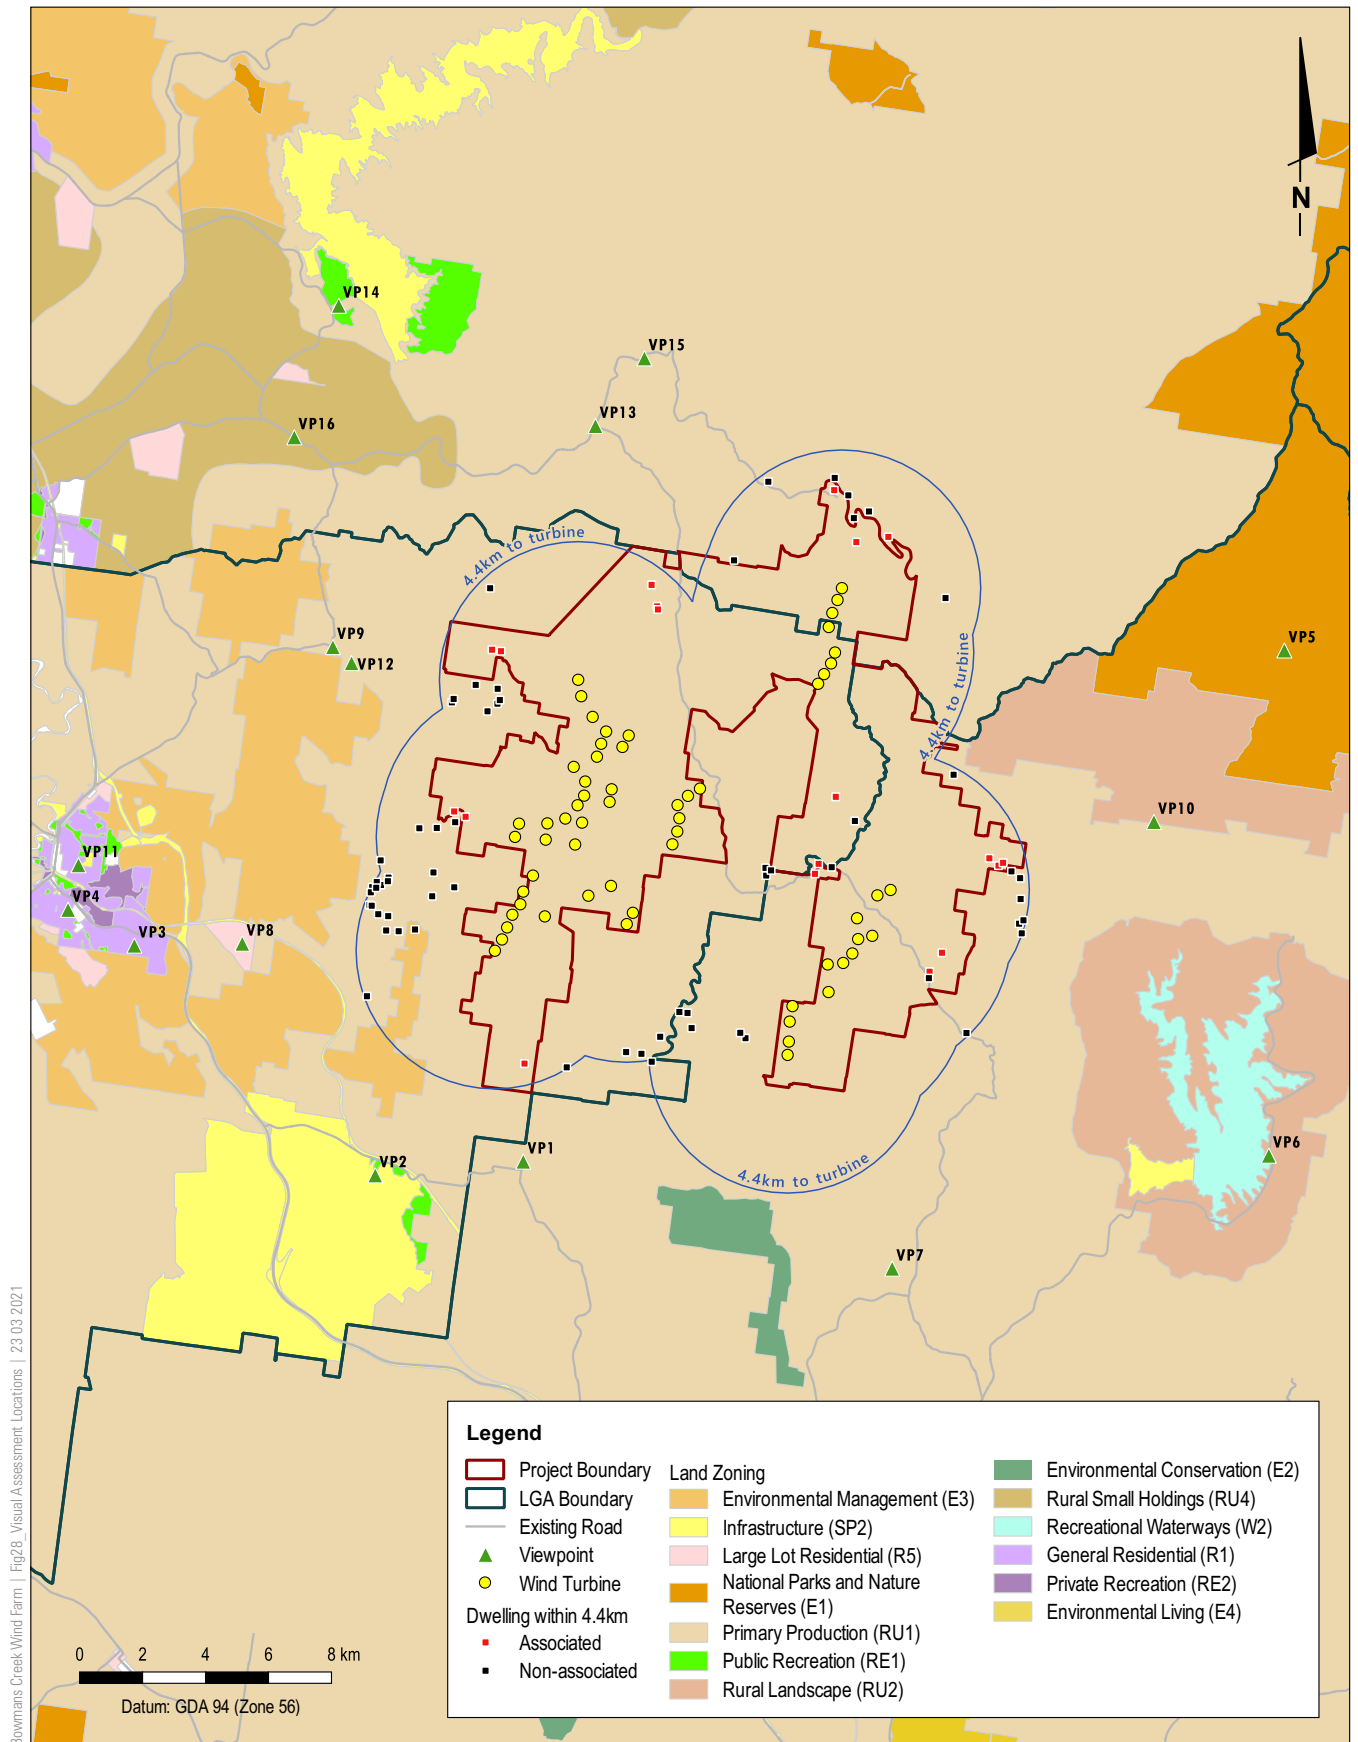 N
VP14
VP15
VP13
VP16
4.4km to turbine
VP9
VP12
VP5
4.4km to turbine
VP10
VP11
VP4
VP3
VP8
VP6
VP1
VP2
4.4km to turbine
VP7
Bowmans Creek Wind Farm | Fig28_Visual Assessment Locations | 23 03 2021
Legend
Project Boundary
LGA Boundary
Existing Road
Viewpoint
Wind Turbine
Dwelling within 4.4km
Associated
Non-associated
Land Zoning
Environmental Management (E3)
Infrastructure (SP2)
Large Lot Residential (R5)
National Parks and Nature
Reserves (E1)
Primary Production (RU1)
Public Recreation (RE1)
Rural Landscape (RU2)
Environmental Conservation (E2)
Rural Small Holdings (RU4)
Recreational Waterways (W2)
General Residential (R1)
Private Recreation (RE2)
Environmental Living (E4)
0 2 4 6 8 km
Datum: GDA 94 (Zone 56)